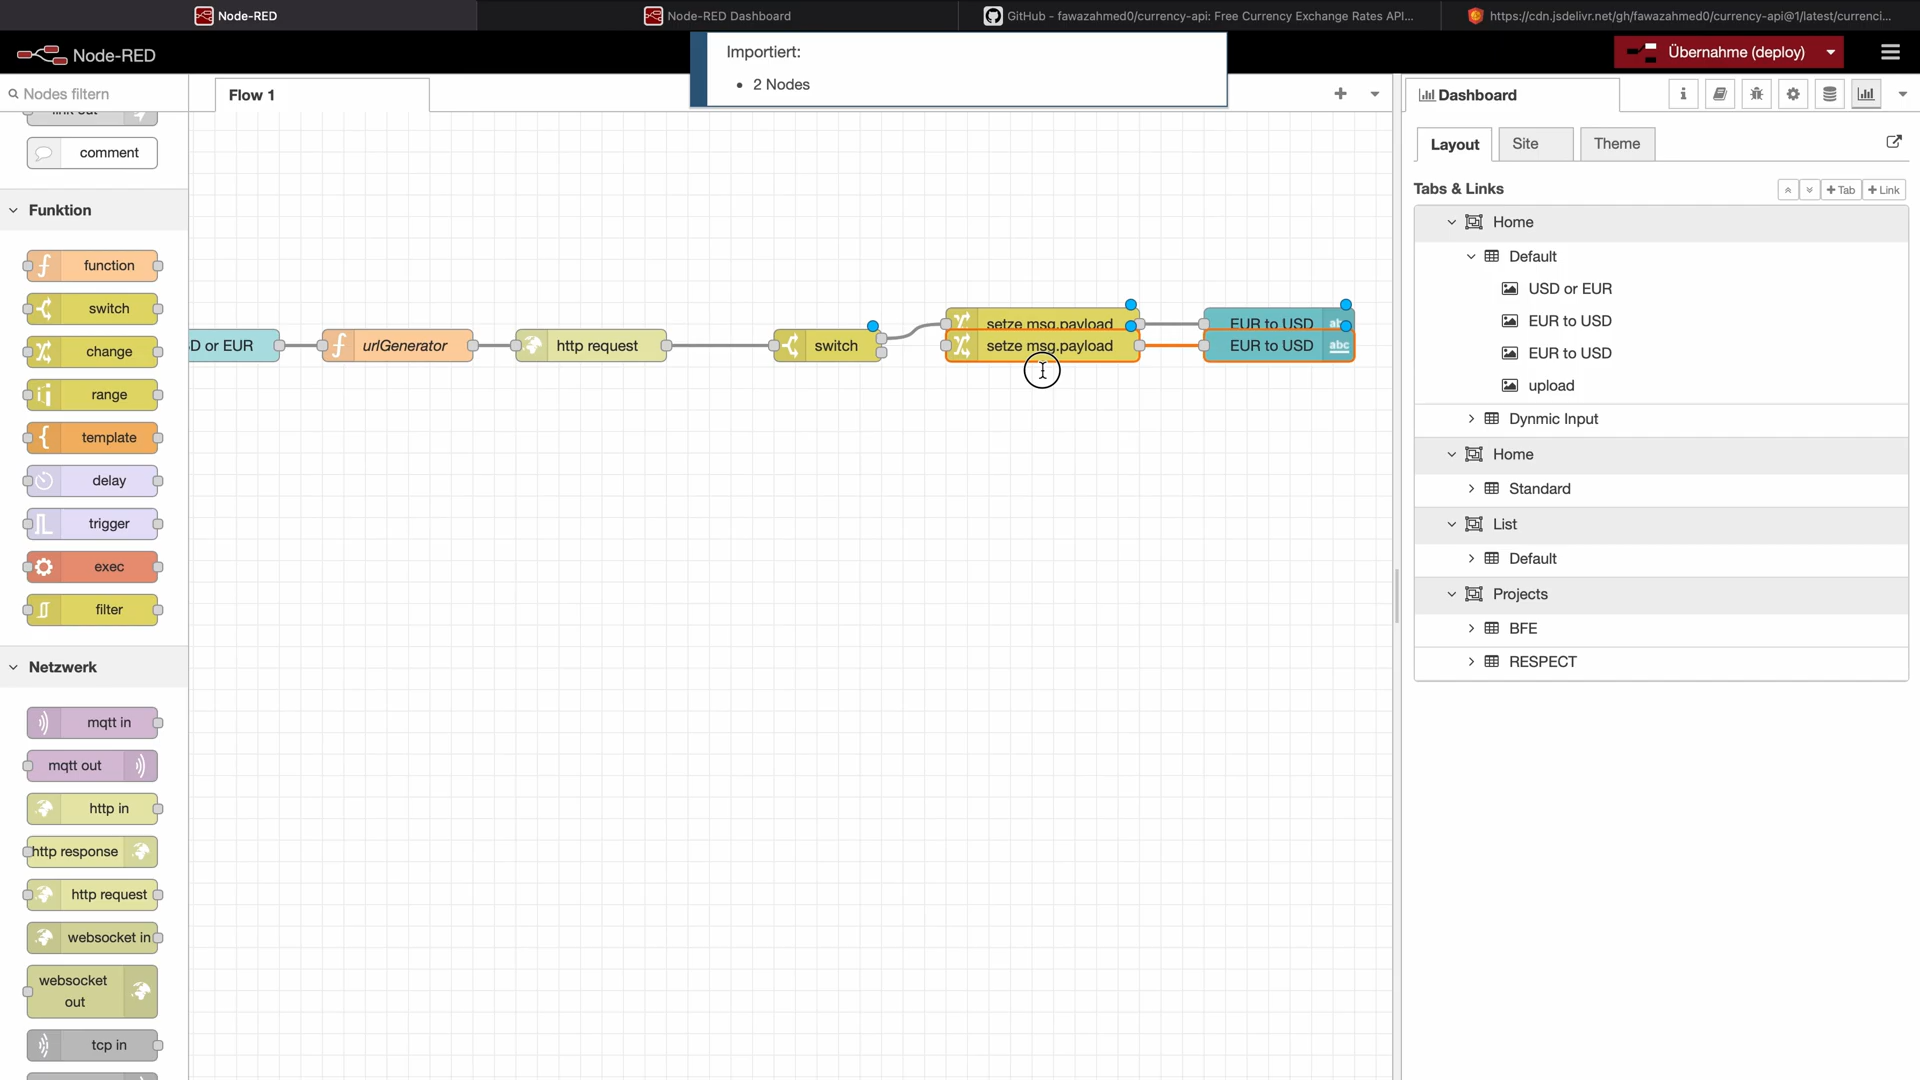 Node-RED
Node-RED Dashboard
GitHub - fawazahmed0/currency-api: Free Currency Exchange Rates API...
https://cdn.jsdelivr.net/gh/fawazahmed0/currency-api@1/latest/currenci...
Node-RED
Importiert:
• 2 Nodes
Übernahme (deploy)
Nodes filtern
Flow 1
Dashboard
Layout
Site
Theme
Tabs & Links
+Tab
+Link
link out
comment
Funktion
function
switch
change
range
template
delay
trigger
exec
filter
Netzwerk
mqtt in
mqtt out
http in
http response
http request
websocket in
websocket
out
tcp in
D or EUR
urlGenerator
http request
switch
setze msg.payload
EUR to USD
abc
setze msg.payload
EUR to USD
abc
Home
Default
USD or EUR
EUR to USD
EUR to USD
upload
Dynmic Input
Home
Standard
List
Default
Projects
BFE
RESPECT